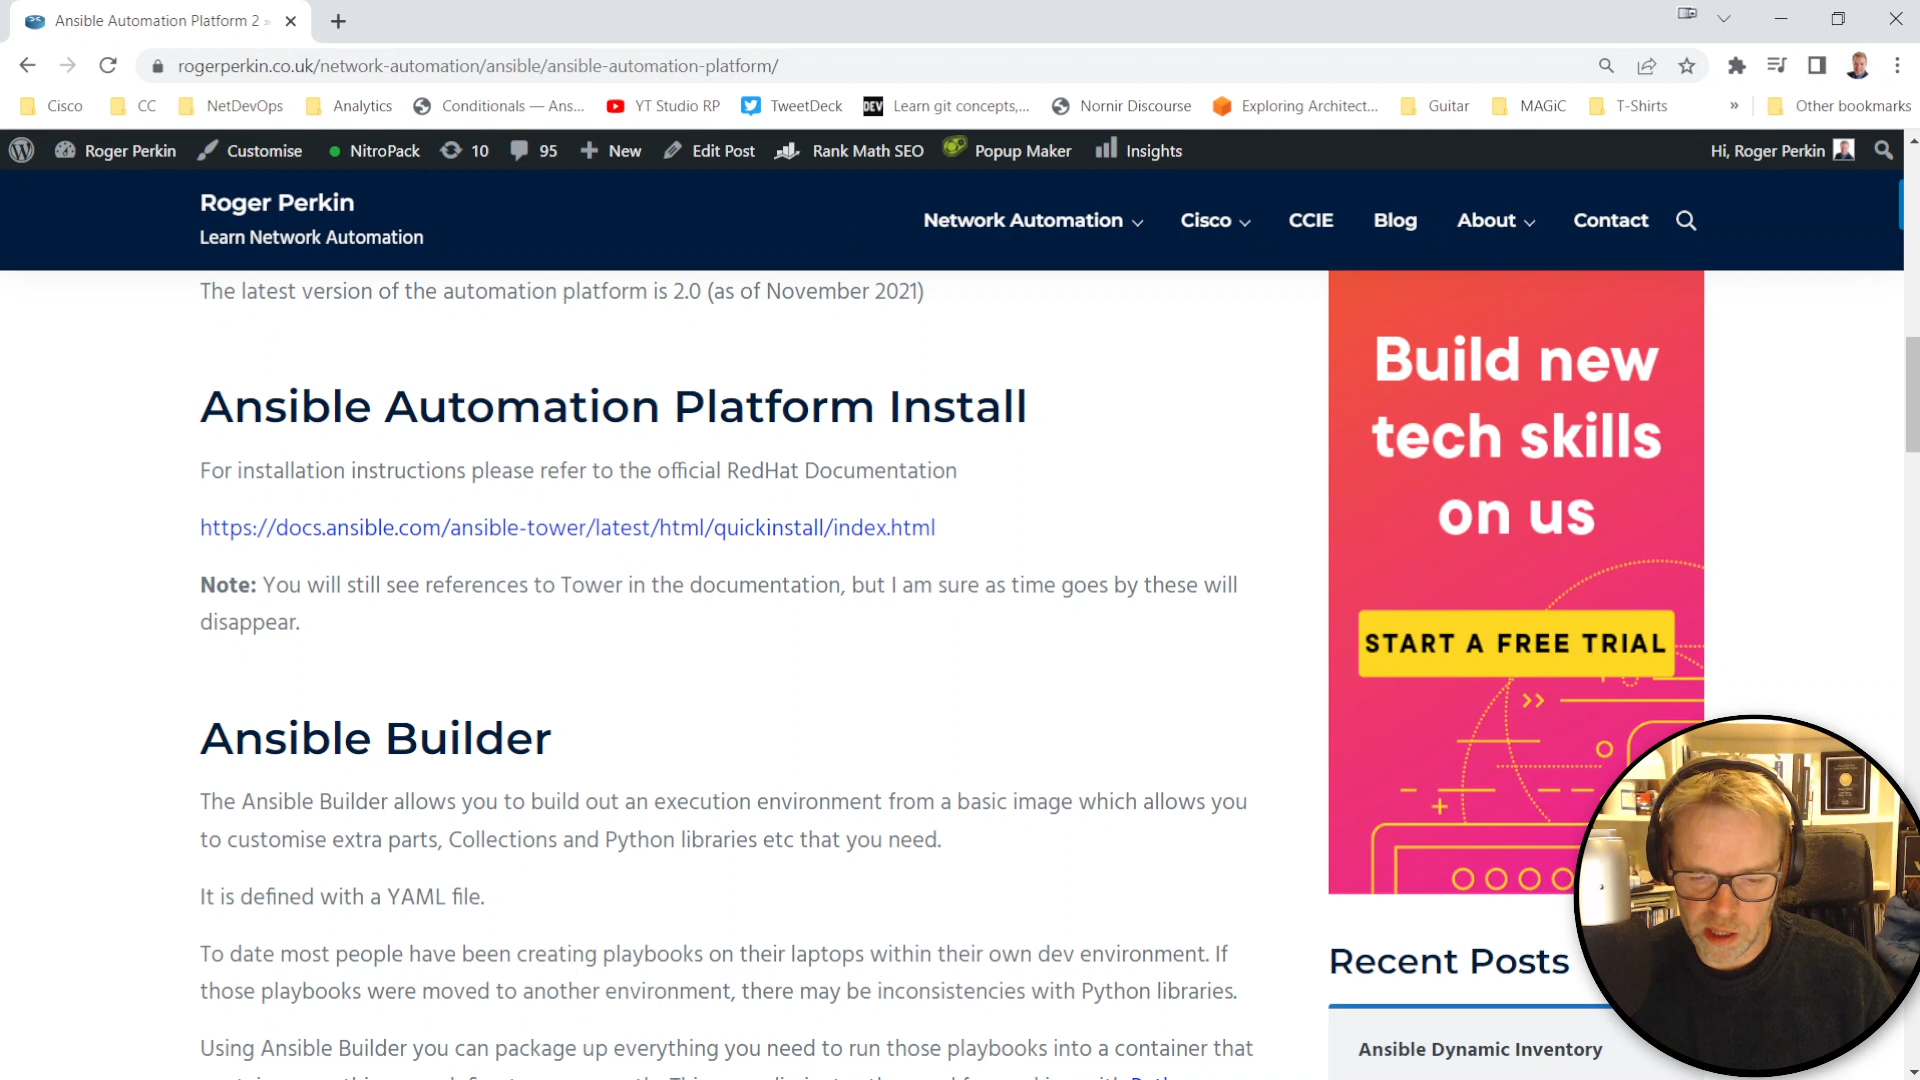 Ansible Automation Platform 2
rogerperkin.co.uk/network-automation/ansible/ansible-automation-platform/
Cisco CC NetDevOps Analytics Conditionals — Ans... YT Studio RP TweetDeck DEV Learn git concepts,... Nornir Discourse Exploring Architect... Guitar MAGiC T-Shirts » Other bookmarks
Roger Perkin Customise NitroPack 10 95 New Edit Post Rank Math SEO Popup Maker Insights Hi, Roger Perkin
Roger Perkin
Learn Network Automation
Network Automation Cisco CCIE Blog About Contact
The latest version of the automation platform is 2.0 (as of November 2021)
Ansible Automation Platform Install
For installation instructions please refer to the official RedHat Documentation
https://docs.ansible.com/ansible-tower/latest/html/quickinstall/index.html
Note: You will still see references to Tower in the documentation, but I am sure as time goes by these will
disappear.
Ansible Builder
The Ansible Builder allows you to build out an execution environment from a basic image which allows you
to customise extra parts, Collections and Python libraries etc that you need.
It is defined with a YAML file.
To date most people have been creating playbooks on their laptops within their own dev environment. If
those playbooks were moved to another environment, there may be inconsistencies with Python libraries.
Using Ansible Builder you can package up everything you need to run those playbooks into a container that
Build new
tech skills
on us
START A FREE TRIAL
Recent Posts
Ansible Dynamic Inventory